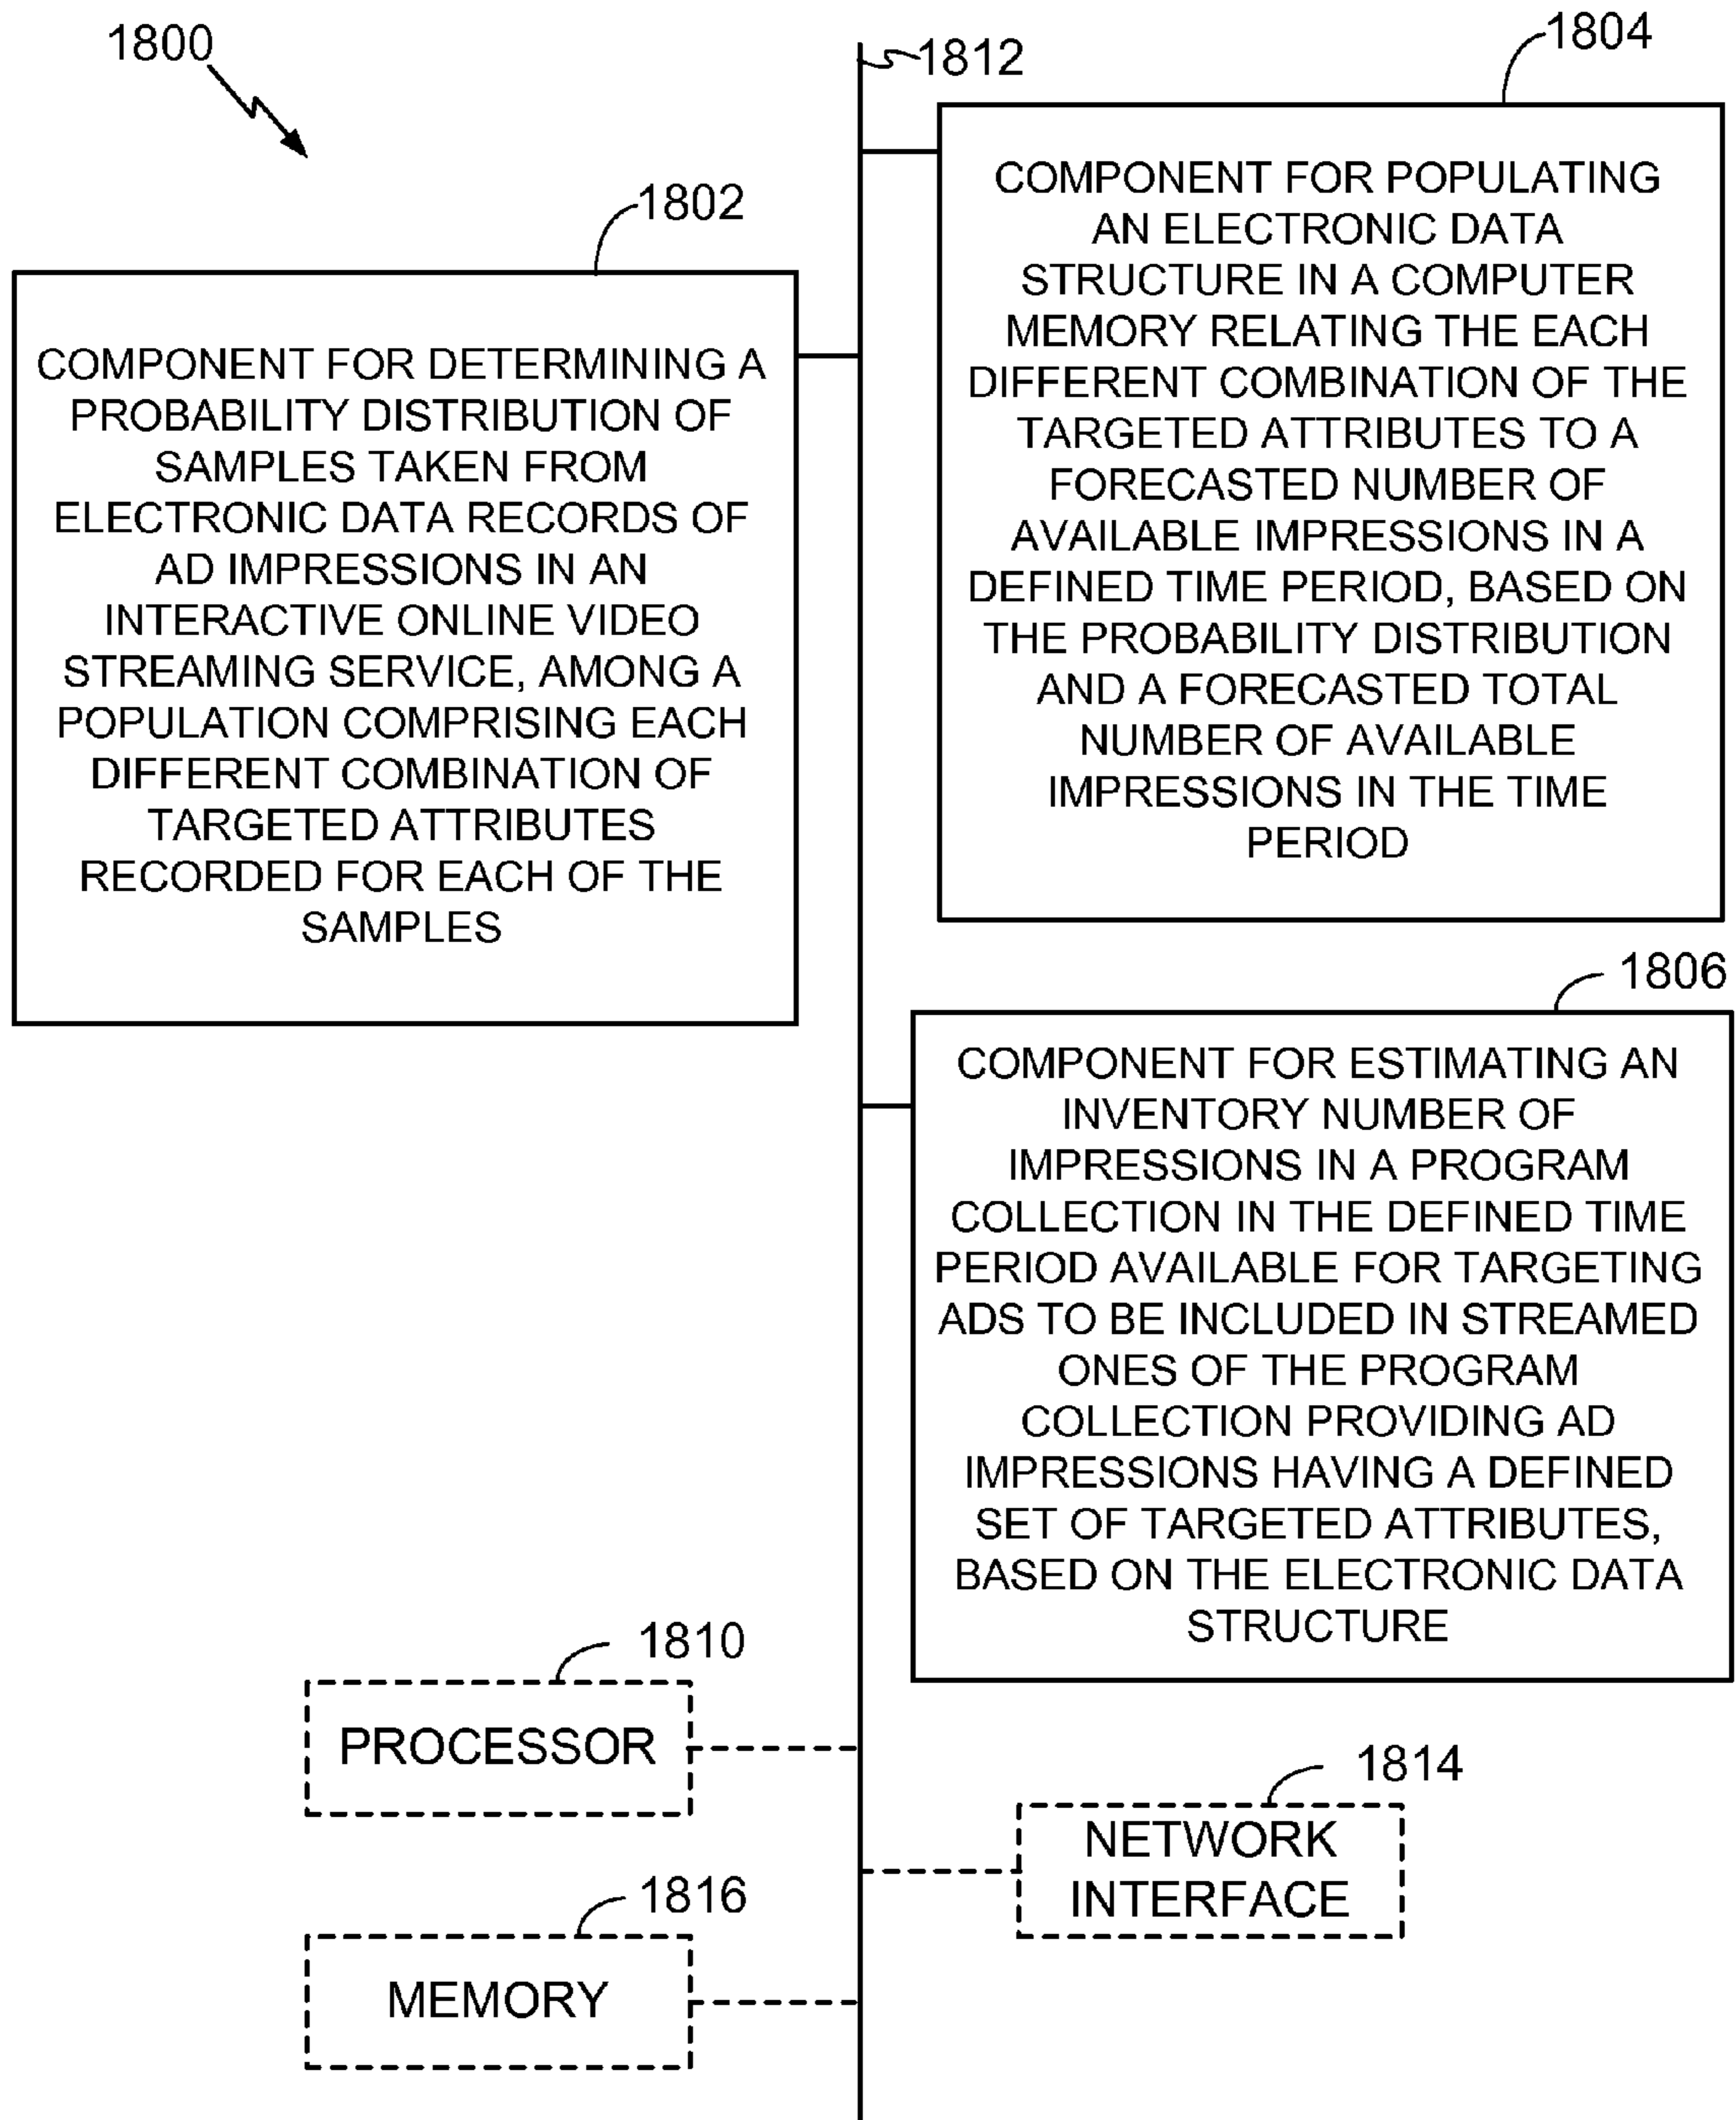 1800
1812
1804
1802
COMPONENT FOR DETERMINING A
PROBABILITY DISTRIBUTION OF
SAMPLES TAKEN FROM
ELECTRONIC DATA RECORDS OF
AD IMPRESSIONS IN AN
INTERACTIVE ONLINE VIDEO
STREAMING SERVICE, AMONG A
POPULATION COMPRISING EACH
DIFFERENT COMBINATION OF
TARGETED ATTRIBUTES
RECORDED FOR EACH OF THE
SAMPLES
COMPONENT FOR POPULATING
AN ELECTRONIC DATA
STRUCTURE IN A COMPUTER
MEMORY RELATING THE EACH
DIFFERENT COMBINATION OF THE
TARGETED ATTRIBUTES TO A
FORECASTED NUMBER OF
AVAILABLE IMPRESSIONS IN A
DEFINED TIME PERIOD, BASED ON
THE PROBABILITY DISTRIBUTION
AND A FORECASTED TOTAL
NUMBER OF AVAILABLE
IMPRESSIONS IN THE TIME
PERIOD
1806
COMPONENT FOR ESTIMATING AN
INVENTORY NUMBER OF
IMPRESSIONS IN A PROGRAM
COLLECTION IN THE DEFINED TIME
PERIOD AVAILABLE FOR TARGETING
ADS TO BE INCLUDED IN STREAMED
ONES OF THE PROGRAM
COLLECTION PROVIDING AD
IMPRESSIONS HAVING A DEFINED
SET OF TARGETED ATTRIBUTES,
BASED ON THE ELECTRONIC DATA
STRUCTURE
1810
PROCESSOR
1814
NETWORK
INTERFACE
1816
MEMORY